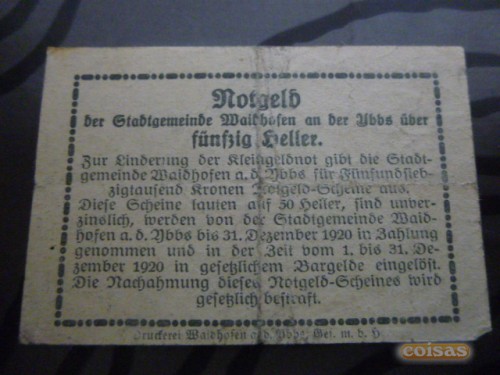 Notgeld
der Stadtgemeinde Waidhofen an der Ybbs über
fünfzig Heller.
Zur Linderung der Kleingeldnot gibt die Stadt-
gemeinde Waidhofen a. d. Ybbs für Fünfundsieb-
zigtausend Kronen Notgeld-Scheine aus.
Diese Scheine lauten auf 50 Heller, sind unver-
zinslich, werden von der Stadtgemeinde Waid-
hofen a. d. Ybbs bis 31. Dezember 1920 in Zahlung
genommen und in der Zeit vom 1. bis 31. De-
zember 1920 in gesetzlichem Bargelde eingelöst.
Die Nachahmung dieses Notgeld-Scheines wird
gesetzlich bestraft.
Druckerei Waidhofen a. d. Ybbs, Ges. m. b. H.
coisas